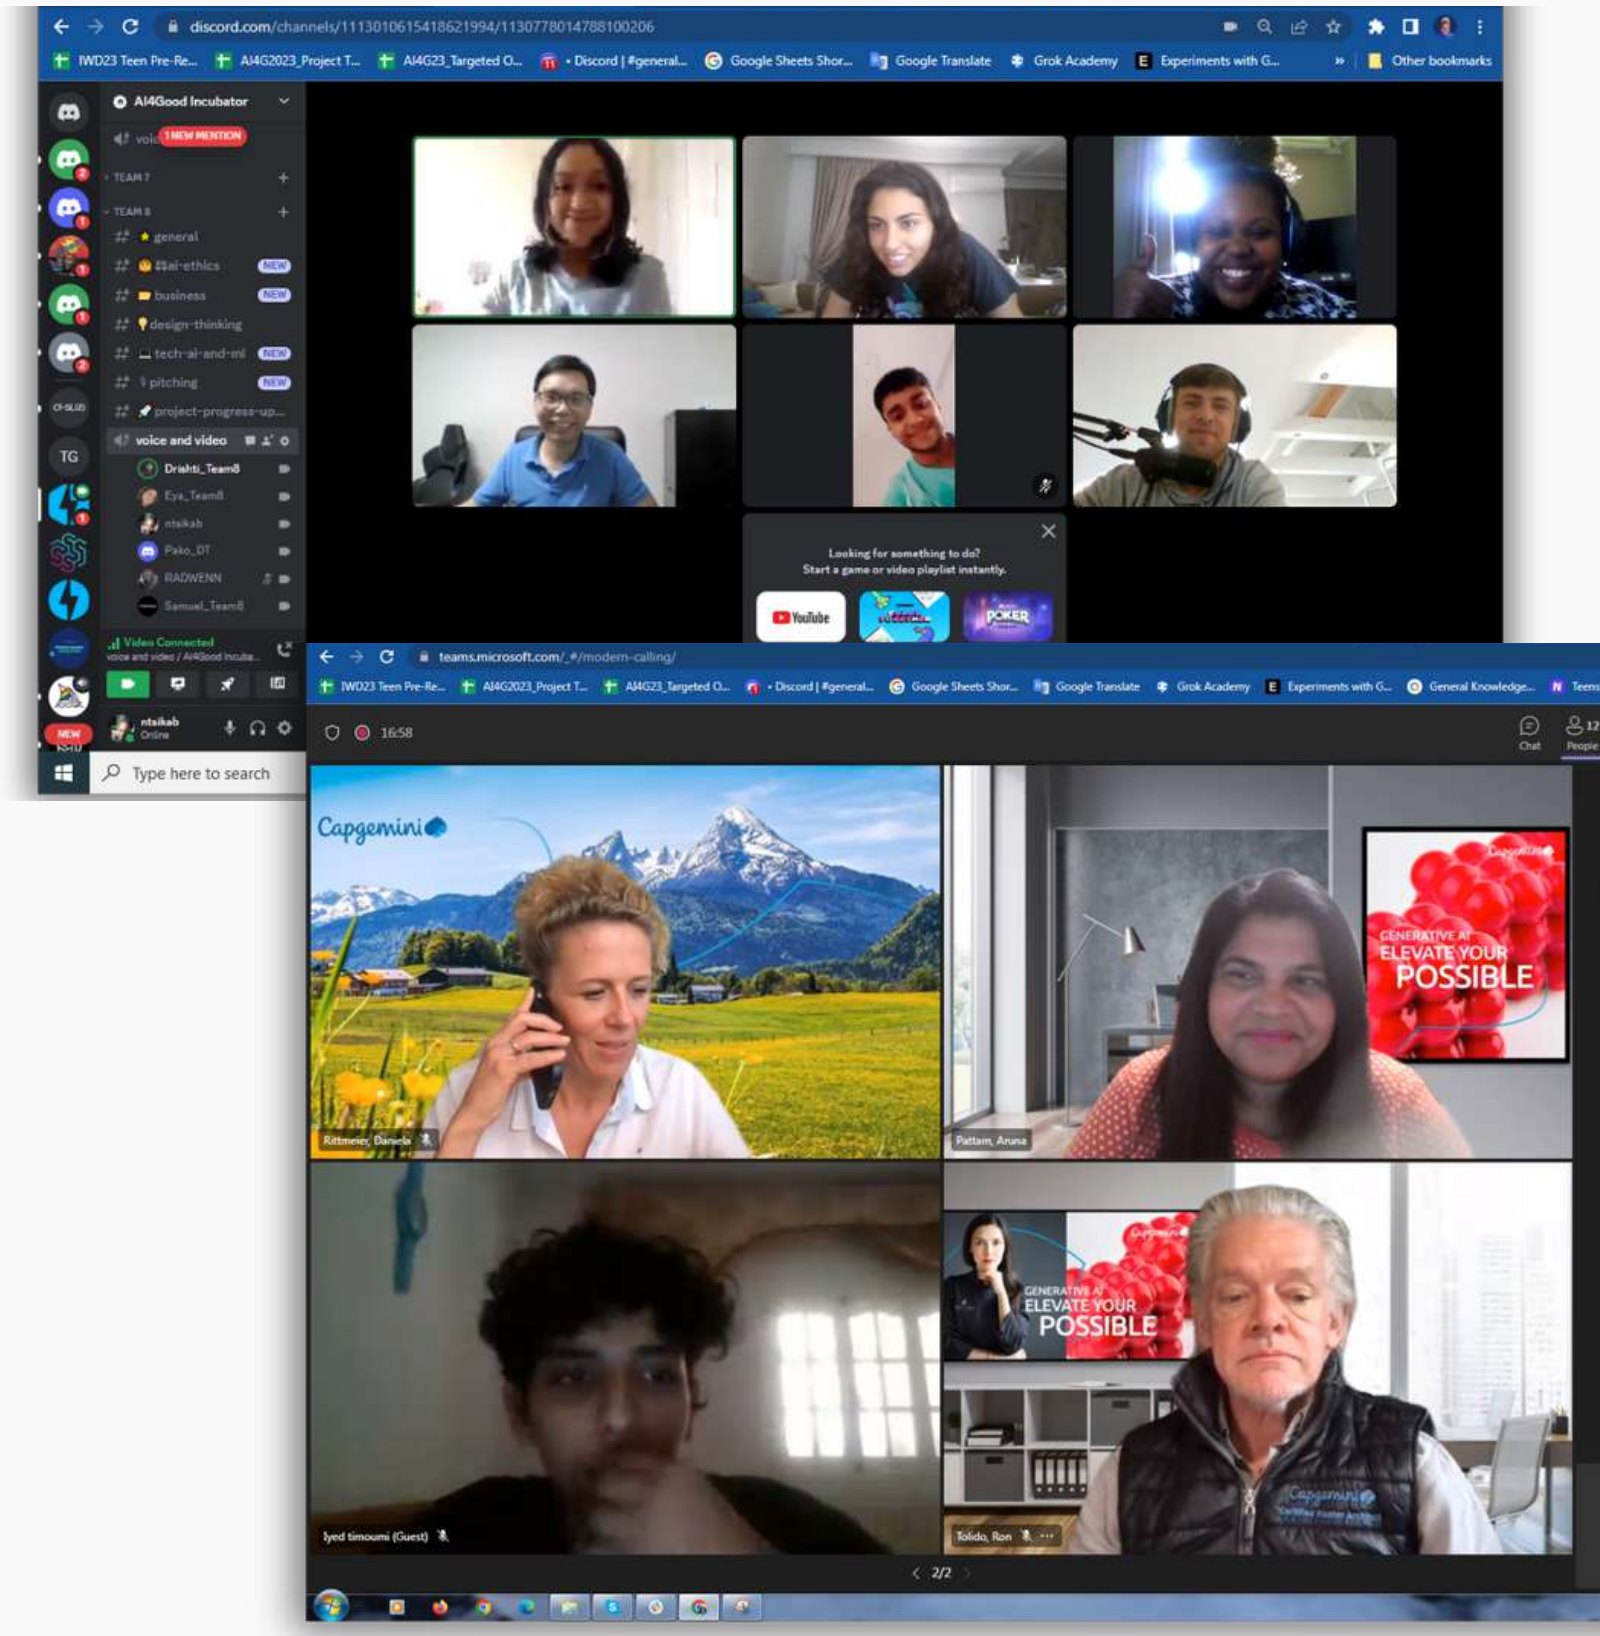 discord.com/channels/1113010615418621994/1130778014788100206
IWD23 Teen Pre-Re... AI4G2023_Project T... AI4G23_Targeted O... • Discord | #general... Google Sheets Shor... Google Translate Grok Academy Experiments with G... » Other bookmarks
AI4Good Incubator
1 NEW MENTION
TEAM 7
TEAM 8
general
ai-ethics NEW
business NEW
design-thinking
tech-ai-and-ml NEW
pitching NEW
project-progress-up...
voice and video
TG
Drishti_Team8
Eya_Team8
ntsikab
Pako_DT
RADWENN
Samuel_Team8
Video Connected
voice and video / AI4Good Incuba...
ntsikab
Online
NEW
Type here to search
Looking for something to do?
Start a game or video playlist instantly.
YouTube
POKER
teams.microsoft.com/_#/modern-calling/
IWD23 Teen Pre-Re... AI4G2023_Project T... AI4G23_Targeted O... • Discord | #general... Google Sheets Shor... Google Translate Grok Academy Experiments with G... General Knowledge... Teens
16:58
Chat
12
People
Capgemini
Rittmeier, Daniela
Capgemini
GENERATIVE AI
ELEVATE YOUR
POSSIBLE
Pattam, Aruna
Iyed timoumi (Guest)
Capgemini
GENERATIVE AI
ELEVATE YOUR
POSSIBLE
Capgemini
Tolido, Ron
2/2